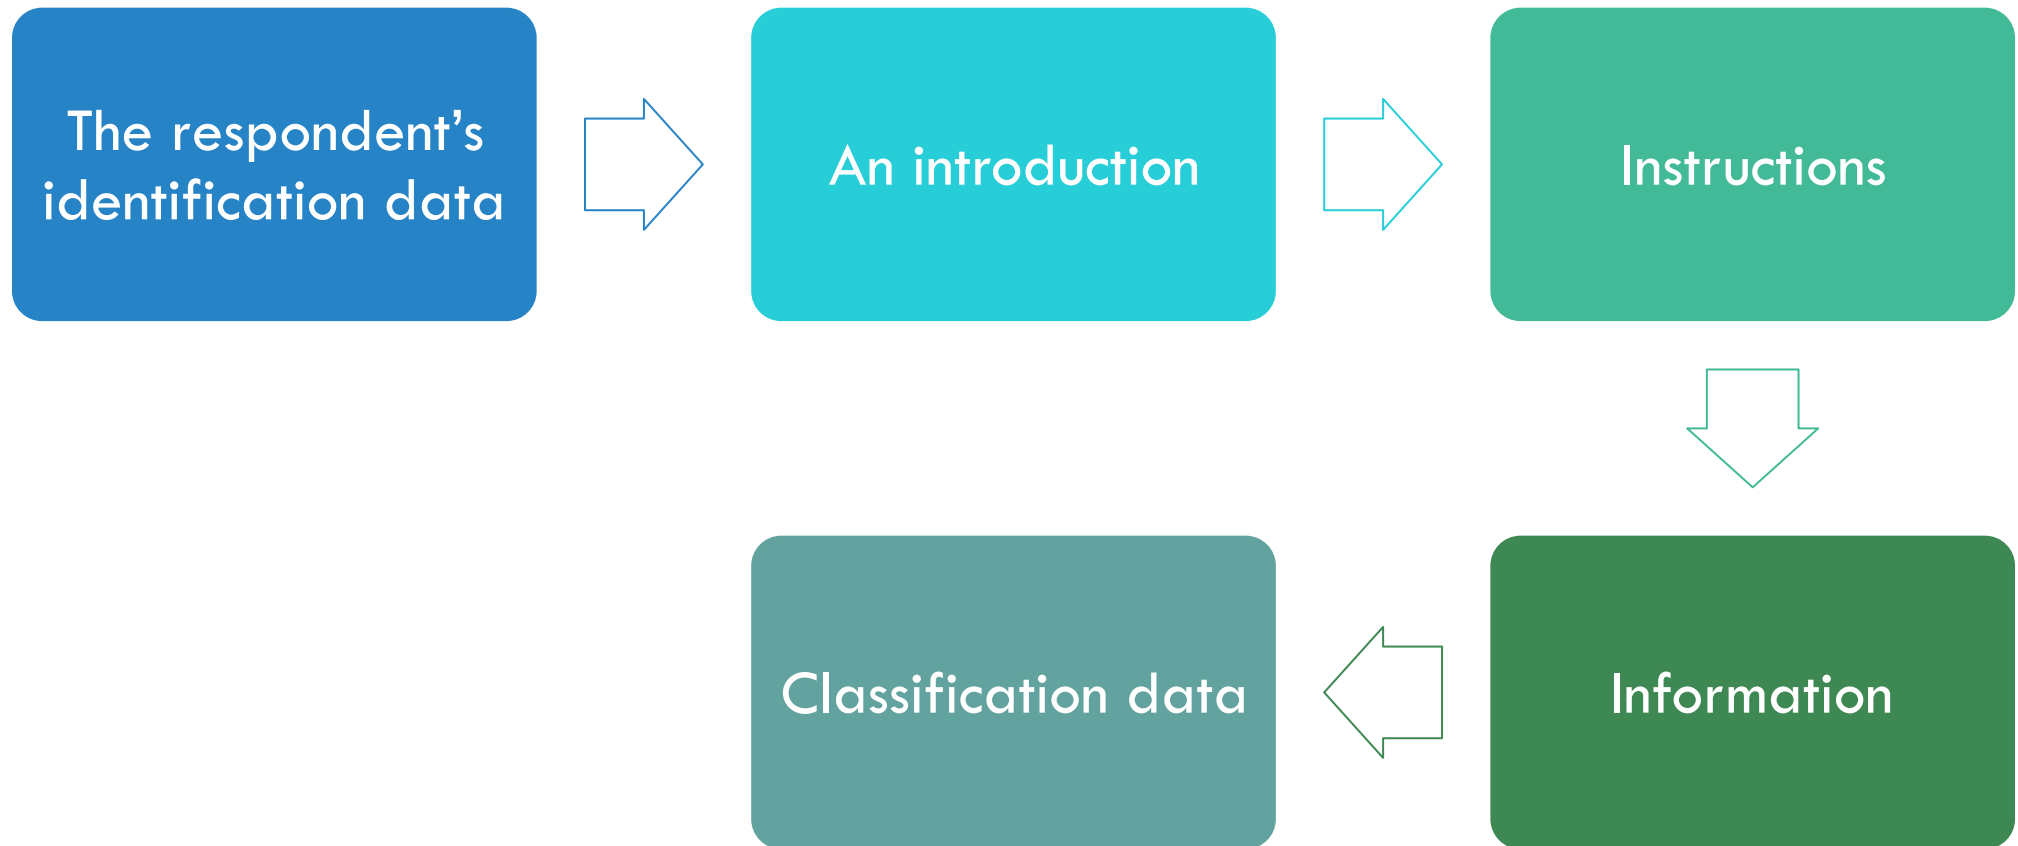 The respondent’s
identification data
An introduction
Instructions
Information
Classification data